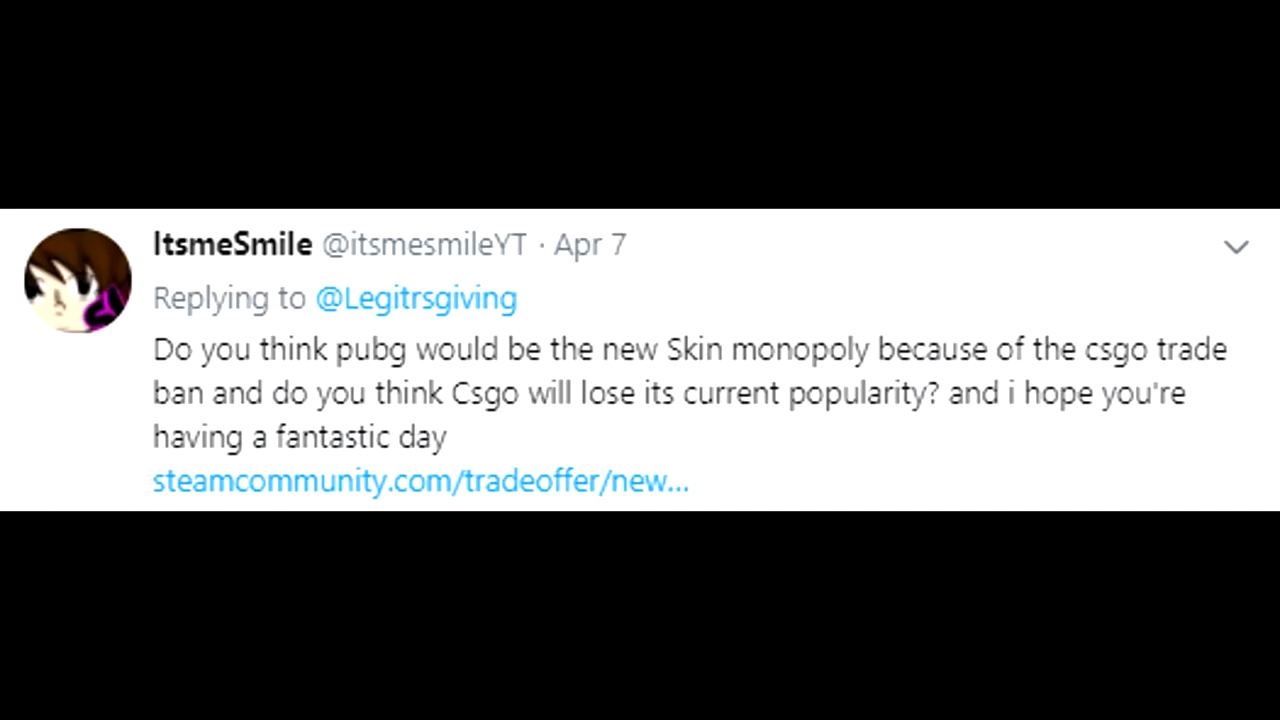 ItsmeSmile @itsmesmileYT · Apr 7
Replying to @Legitrsgiving
Do you think pubg would be the new Skin monopoly because of the csgo trade
ban and do you think Csgo will lose its current popularity? and i hope you're
having a fantastic day
steamcommunity.com/tradeoffer/new...